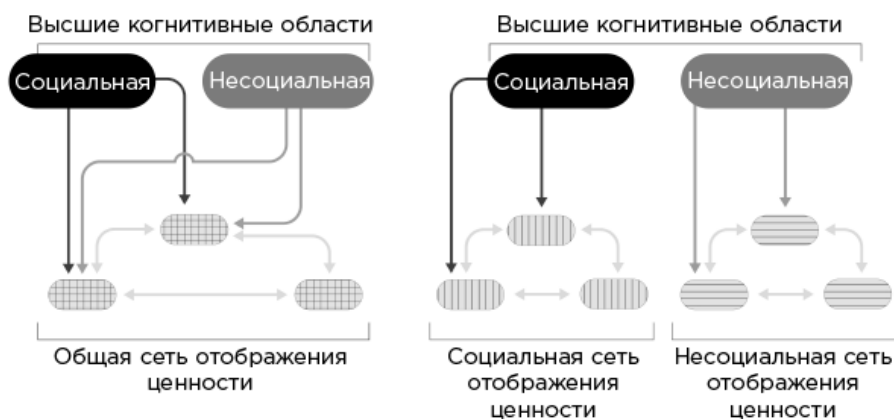 Высшие когнитивные области
Социальная
Несоциальная
Общая сеть отображения
ценности
Высшие когнитивные области
Социальная
Несоциальная
Социальная сеть
отображения
ценности
Несоциальная сеть
отображения
ценности